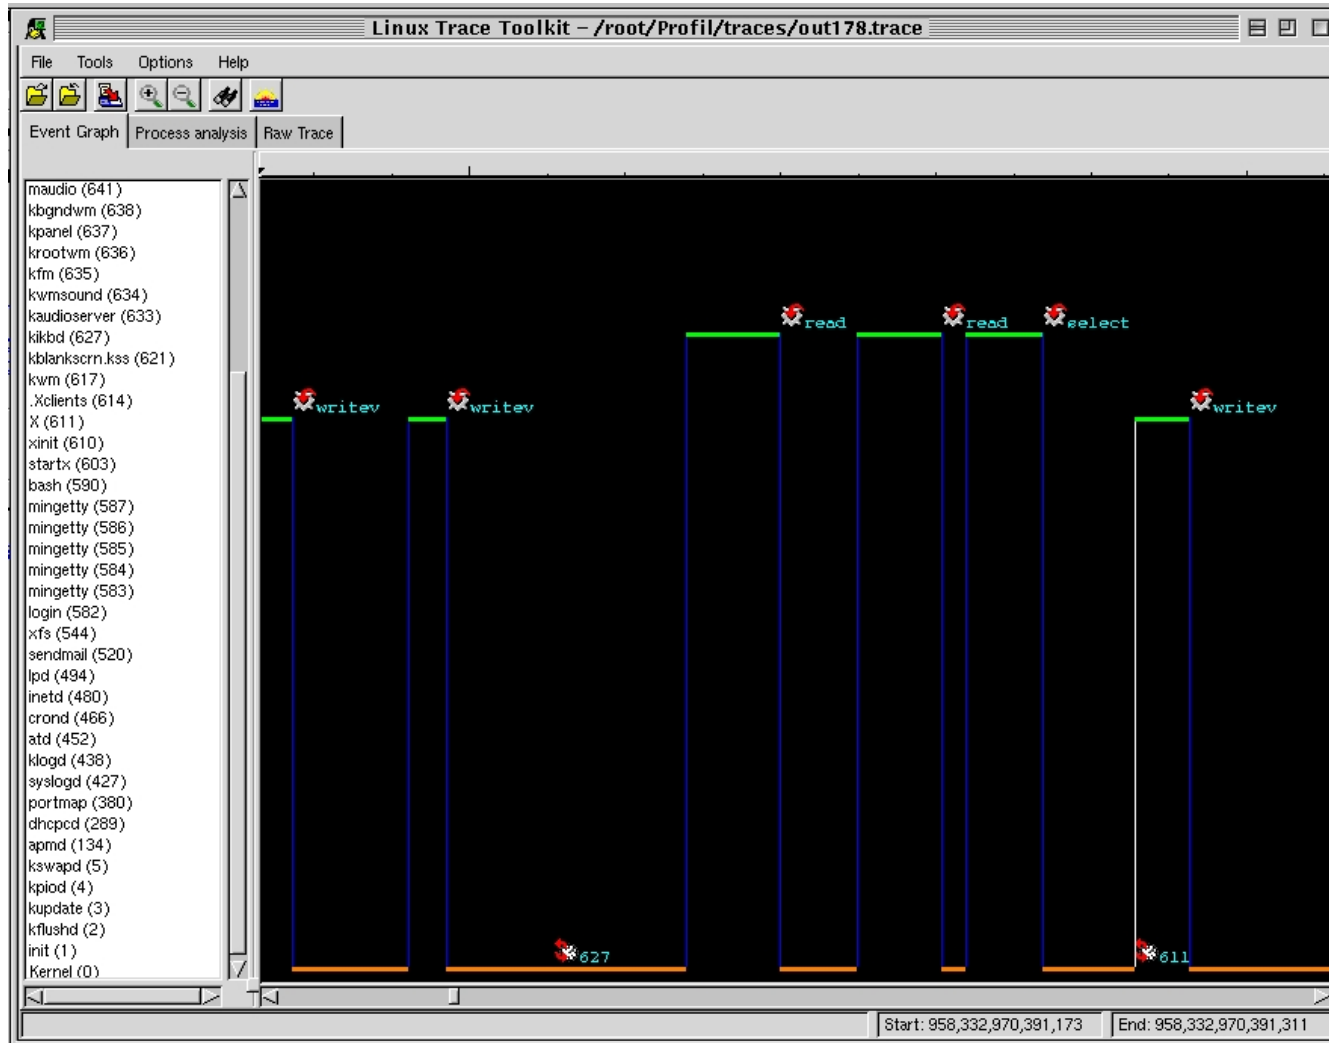 Linux Trace Toolkit – /root/Profil/traces/out178.trace
File Tools Options Help
Event Graph Process analysis Raw Trace
maudio (641)
kbgndwm (638)
kpanel (637)
krootwm (636)
kfm (635)
kwmsound (634)
kaudioserver (633)
kikbd (627)
kblankscrn.kss (621)
kwm (617)
.Xclients (614)
X (611)
xinit (610)
startx (603)
bash (590)
mingetty (587)
mingetty (586)
mingetty (585)
mingetty (584)
mingetty (583)
login (582)
xfs (544)
sendmail (520)
lpd (494)
inetd (480)
crond (466)
atd (452)
klogd (438)
syslogd (427)
portmap (380)
dhcpcd (289)
apmd (134)
kswapd (5)
kpiod (4)
kupdate (3)
kflushd (2)
init (1)
Kernel (0)
read read select
writev writev writev
627 611
Start: 958,332,970,391,173 End: 958,332,970,391,311